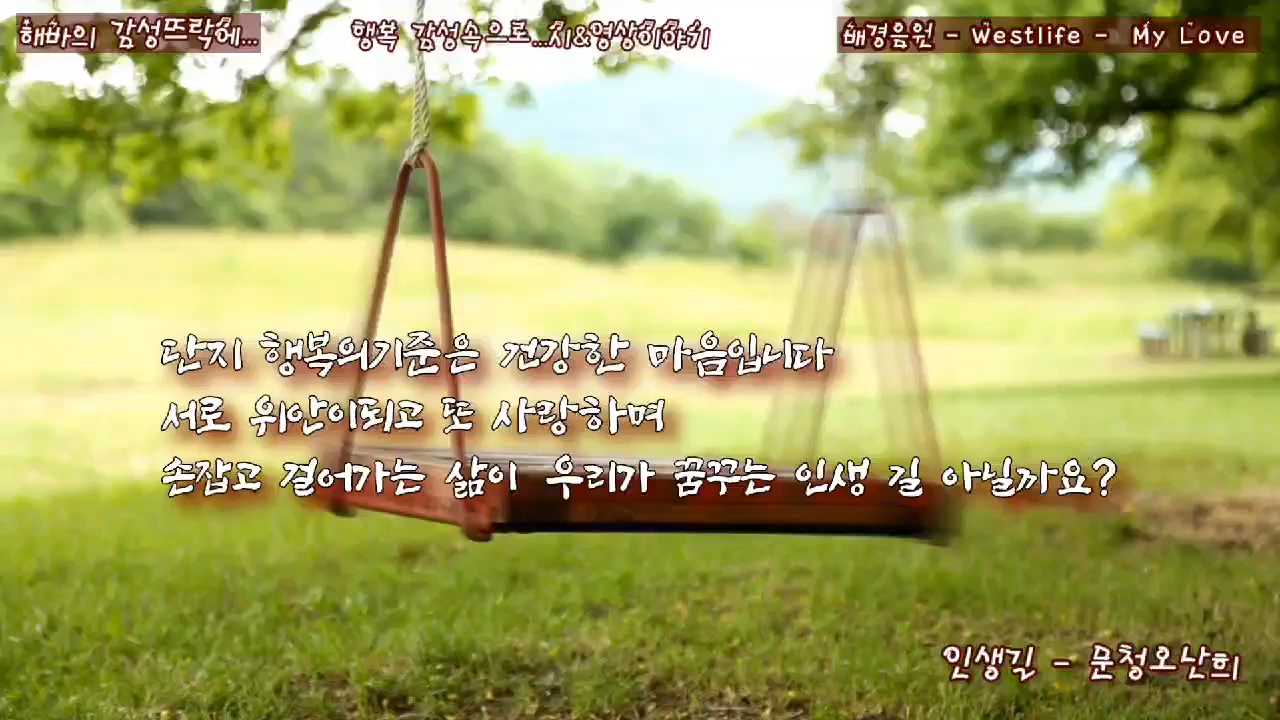 해바의 감성뜨락에...
행복 감성속으로...시&영상이야기
배경음원 - Westlife - My Love
단지 행복의기준은 건강한 마음입니다
서로 위안이되고 또 사랑하며
손잡고 걸어가는 삶이 우리가 꿈꾸는 인생 길 아닐까요?
인생길 - 문청오난희